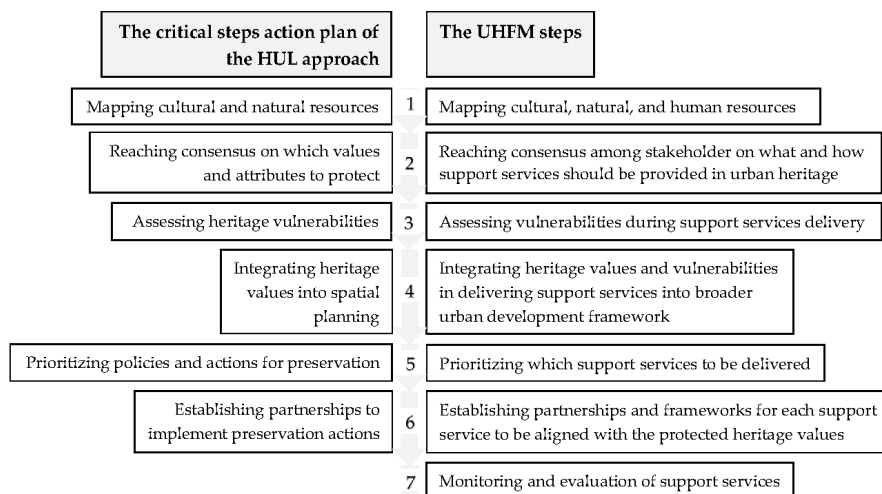 The critical steps action plan of
the HUL approach
The UHFM steps
Mapping cultural and natural resources
1
Mapping cultural, natural, and human resources
Reaching consensus on which values
and attributes to protect
2
Reaching consensus among stakeholder on what and how
support services should be provided in urban heritage
Assessing heritage vulnerabilities
3
Assessing vulnerabilities during support services delivery
Integrating heritage
values into spatial
planning
4
Integrating heritage values and vulnerabilities
in delivering support services into broader
urban development framework
Prioritizing policies and actions for preservation
5
Prioritizing which support services to be delivered
Establishing partnerships to
implement preservation actions
6
Establishing partnerships and frameworks for each support
service to be aligned with the protected heritage values
7
Monitoring and evaluation of support services